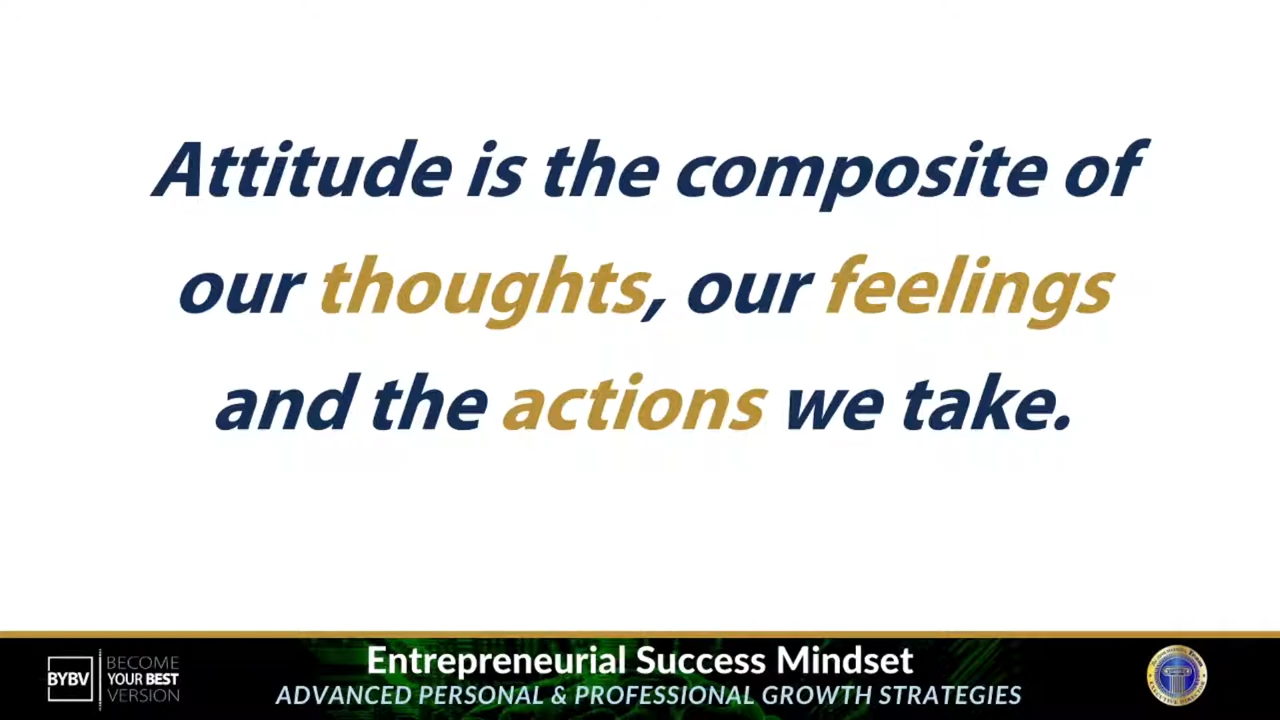 Attitude is the composite of
our thoughts, our feelings
and the actions we take.
BYBV
BECOME
YOUR BEST
VERSION
Entrepreneurial Success Mindset
ADVANCED PERSONAL & PROFESSIONAL GROWTH STRATEGIES